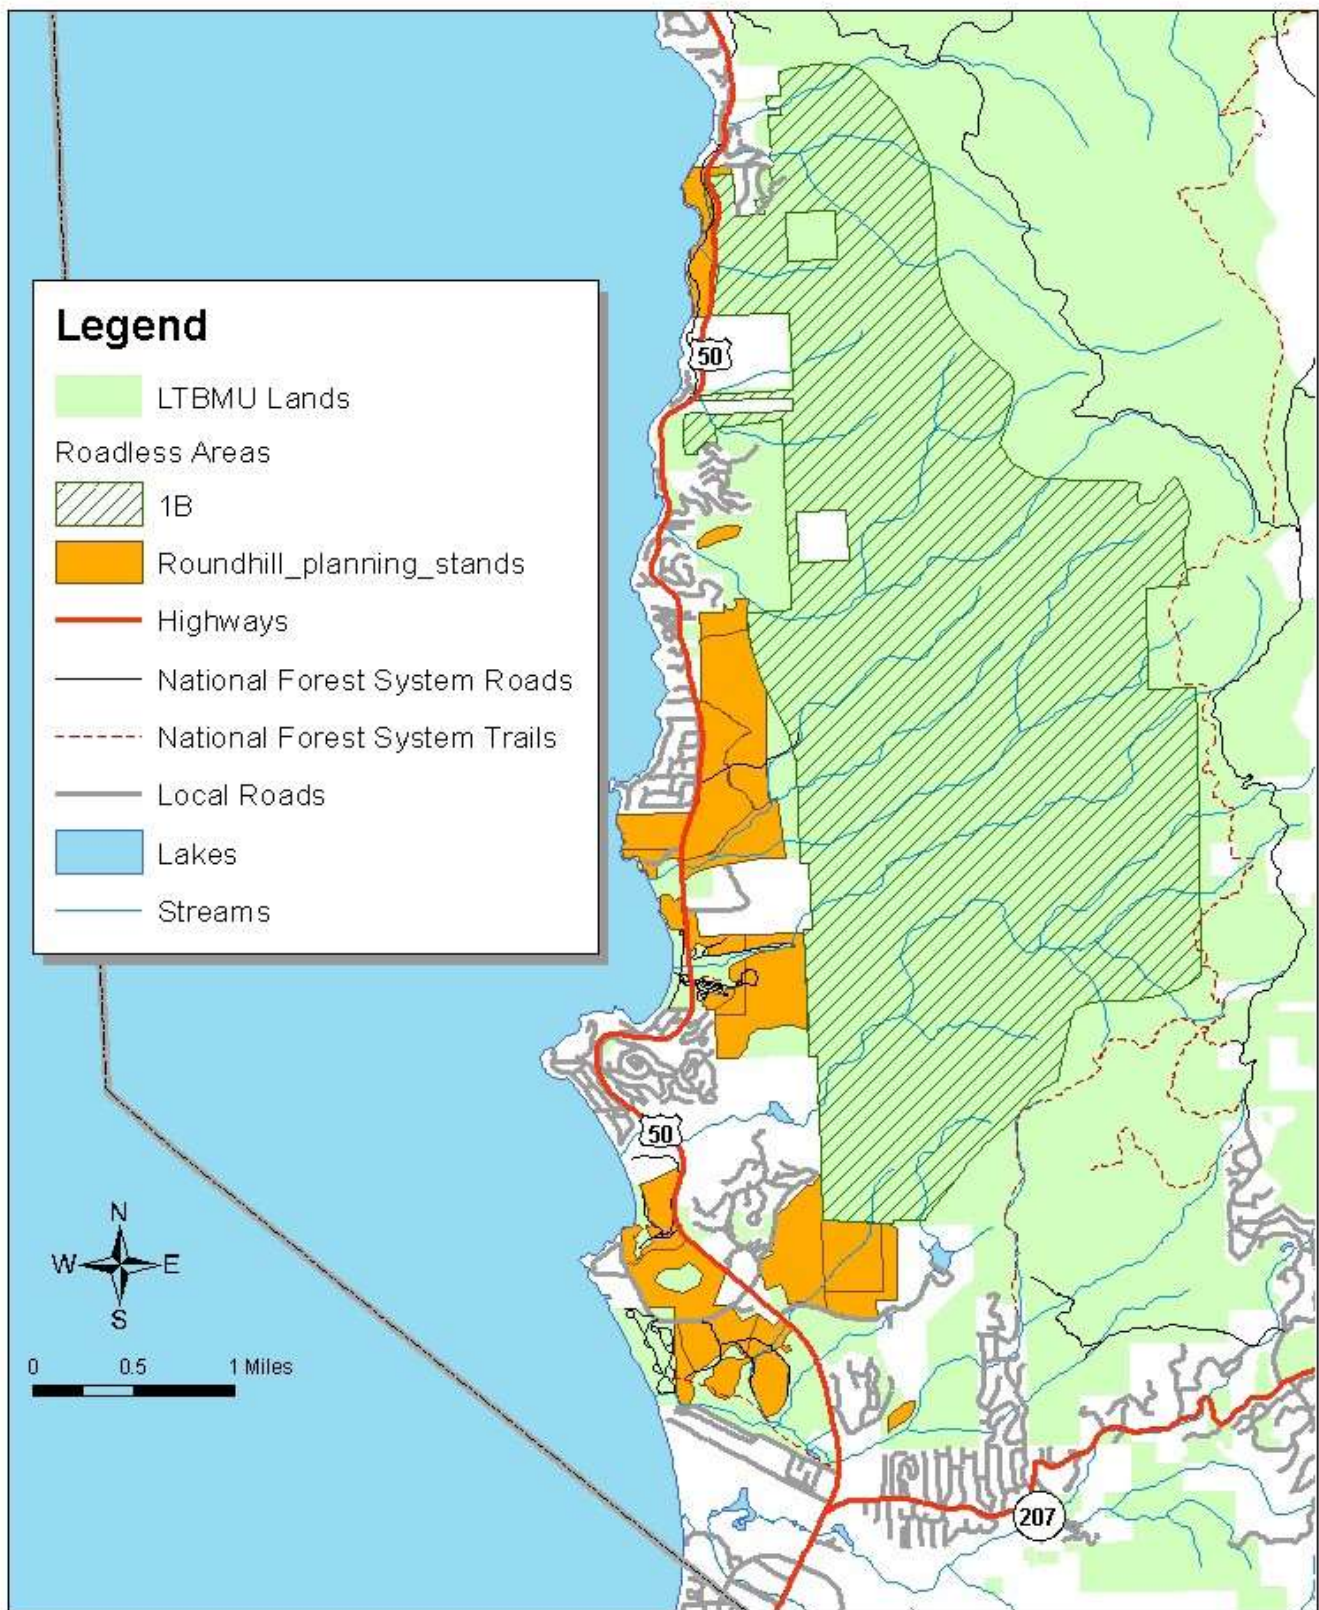 50
Legend
LTBMU Lands
Roadless Areas
1B
Roundhill_planning_stands
Highways
National Forest System Roads
National Forest System Trails
Local Roads
Lakes
Streams
50
N
W E
S
0 0.5 1 Miles
207